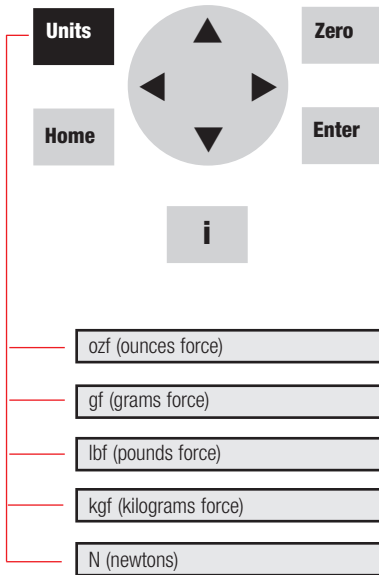 Units
Zero
Home
Enter
i
ozf (ounces force)
gf (grams force)
lbf (pounds force)
kgf (kilograms force)
N (newtons)